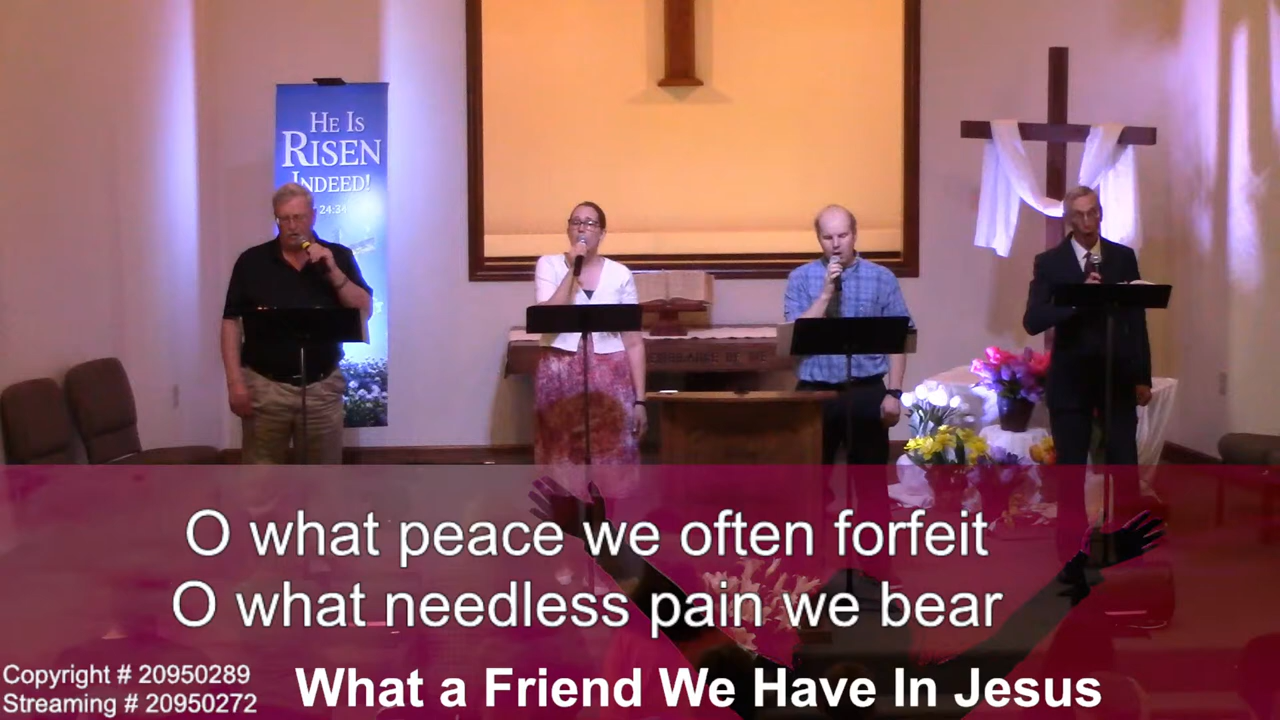 HE IS
RISEN
INDEED!
24:34
O what peace we often forfeit
O what needless pain we bear
Copyright # 20950289
Streaming # 20950272
What a Friend We Have In Jesus